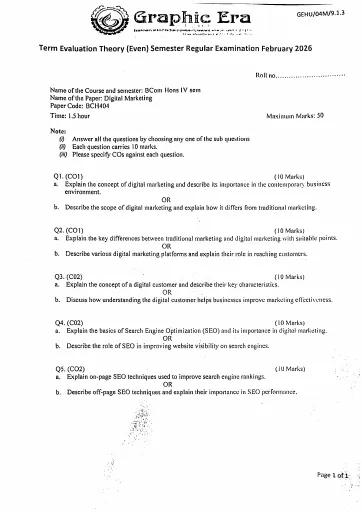 GEHU/04M/9.1.3
Graphic Era
Term Evaluation Theory (Even) Semester Regular Examination February 2026
Roll no.............................
Name of the Course and semester: BCom Hons IV sem
Name of the Paper: Digital Marketing
Paper Code: BCH404
Time: 1.5 hour Maximum Marks: 50
Note:
(i) Answer all the questions by choosing any one of the sub questions
(ii) Each question carries 10 marks.
(iii) Please specify COs against each question.
Q1. (CO1) (10 Marks)
a. Explain the concept of digital marketing and describe its importance in the contemporary business
environment.
OR
b. Describe the scope of digital marketing and explain how it differs from traditional marketing.
Q2. (CO1) (10 Marks)
a. Explain the key differences between traditional marketing and digital marketing with suitable points.
OR
b. Describe various digital marketing platforms and explain their role in reaching customers.
Q3. (C02) (10 Marks)
a. Explain the concept of a digital customer and describe their key characteristics.
OR
b. Discuss how understanding the digital customer helps businesses improve marketing effectiveness.
Q4. (C02) (10 Marks)
a. Explain the basics of Search Engine Optimization (SEO) and its importance in digital marketing.
OR
b. Describe the role of SEO in improving website visibility on search engines.
Q5. (CO2) (10 Marks)
a. Explain on-page SEO techniques used to improve search engine rankings.
OR
b. Describe off-page SEO techniques and explain their importance in SEO performance.
Page 1 of 1